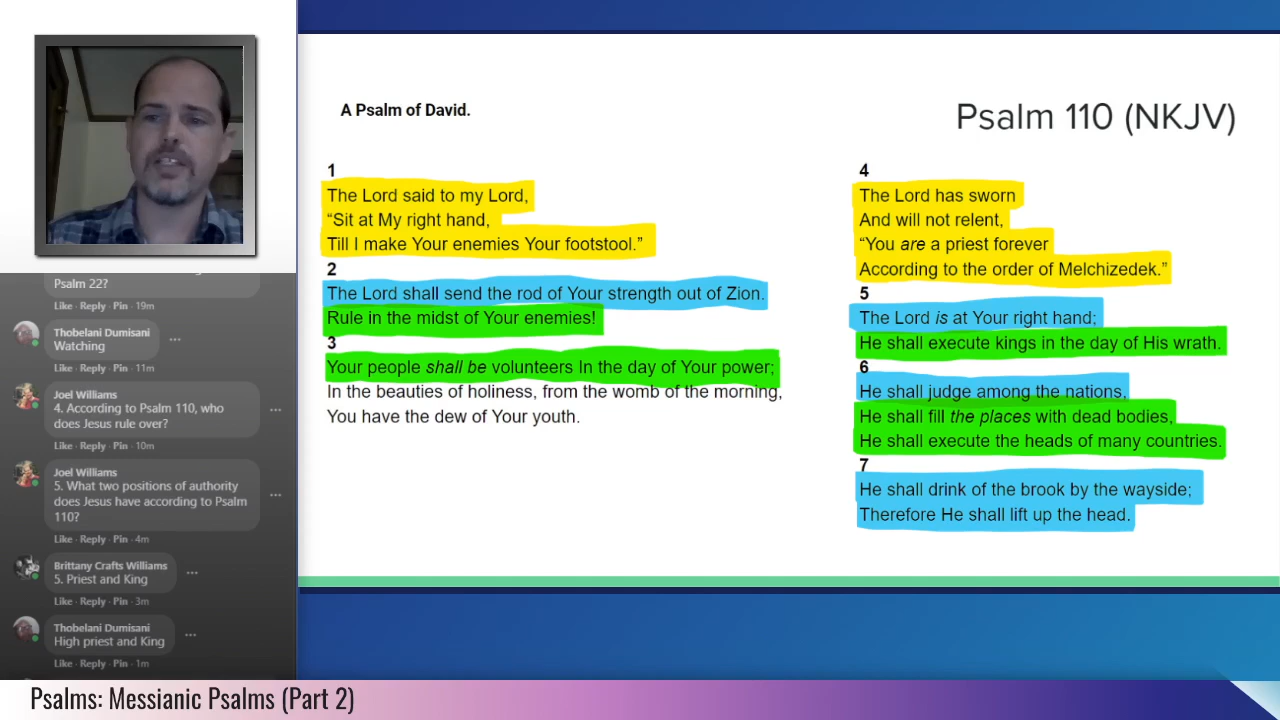 A Psalm of David.
Psalm 110 (NKJV)
1
The Lord said to my Lord,
“Sit at My right hand,
Till I make Your enemies Your footstool.”
2
The Lord shall send the rod of Your strength out of Zion.
Rule in the midst of Your enemies!
3
Your people shall be volunteers In the day of Your power;
In the beauties of holiness, from the womb of the morning,
You have the dew of Your youth.
4
The Lord has sworn
And will not relent,
“You are a priest forever
According to the order of Melchizedek.”
5
The Lord is at Your right hand;
He shall execute kings in the day of His wrath.
6
He shall judge among the nations,
He shall fill the places with dead bodies,
He shall execute the heads of many countries.
7
He shall drink of the brook by the wayside;
Therefore He shall lift up the head.
Psalm 22?
Like · Reply · Pin · 19m
Thobelani Dumisani
Watching
Like · Reply · Pin · 11m
Joel Williams
4. According to Psalm 110, who
does Jesus rule over?
Like · Reply · Pin · 10m
Joel Williams
5. What two positions of authority
does Jesus have according to Psalm
110?
Like · Reply · Pin · 4m
Brittany Crafts Williams
5. Priest and King
Like · Reply · Pin · 3m
Thobelani Dumisani
High priest and King
Like · Reply · Pin · 1m
Psalms: Messianic Psalms (Part 2)